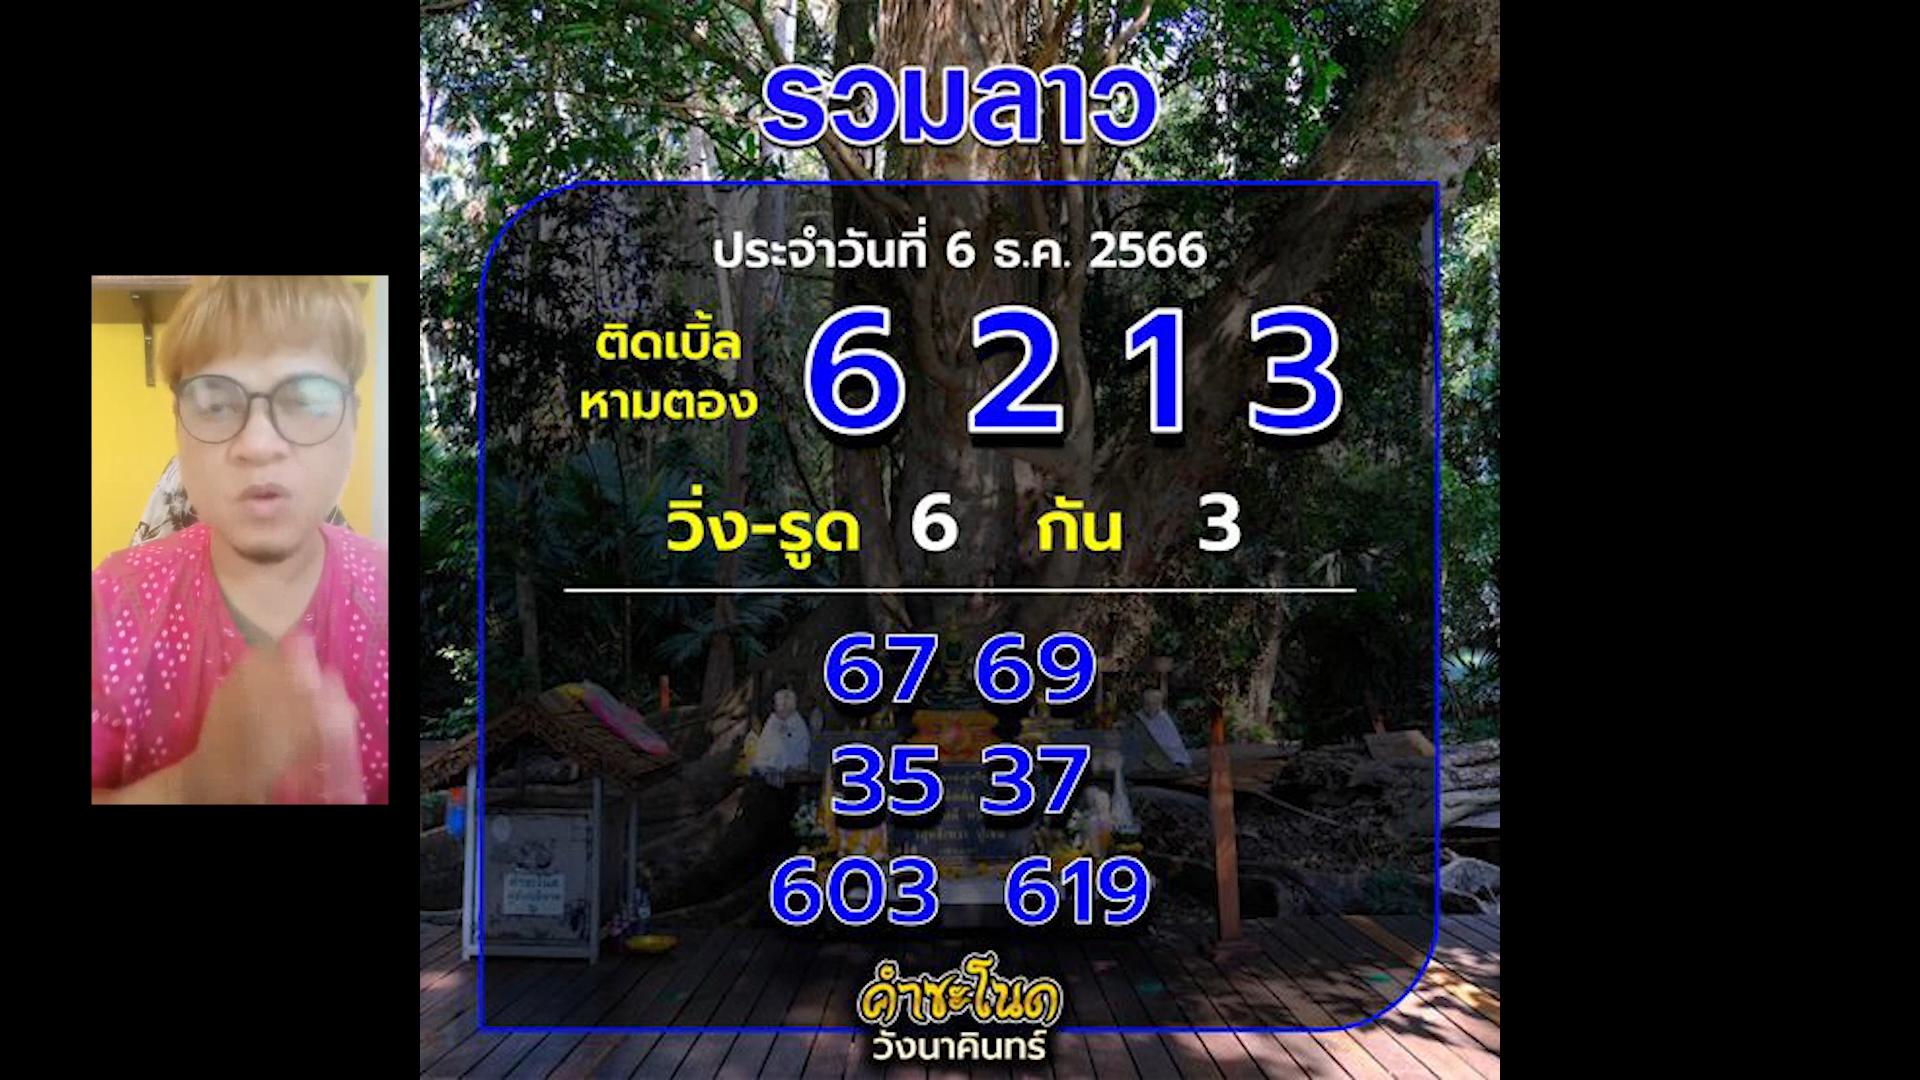 รวมลาว
ประจำวันที่ 6 ธ.ค. 2566
ติดเบิ้ล
หามตอง
6 2 1 3
วิ่ง-รูด 6 กัน 3
67 69
35 37
603 619
คำชะโนด
วังนาคินทร์